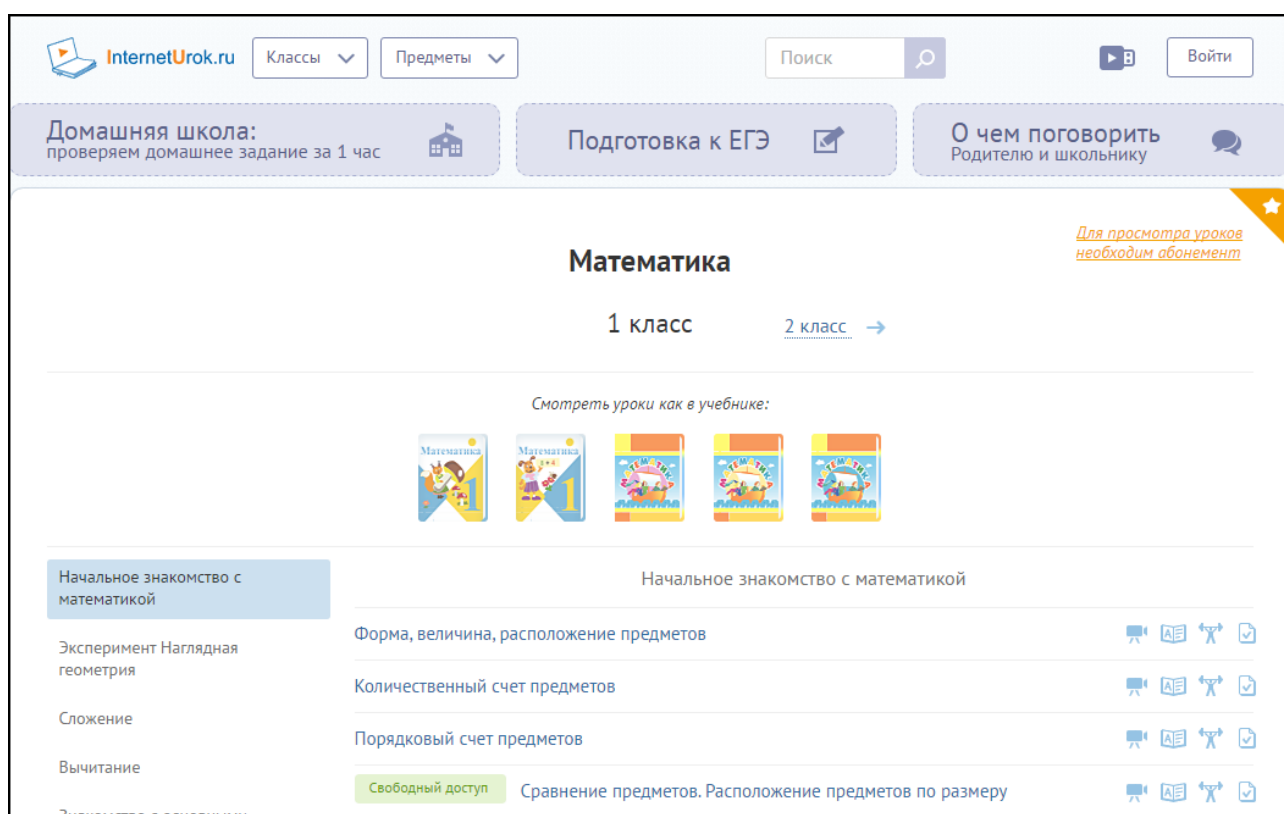 InternetUrok.ru
Классы
Предметы
Поиск
Войти
Домашняя школа:
проверяем домашнее задание за 1 час
Подготовка к ЕГЭ
О чем поговорить
Родителю и школьнику
Для просмотра уроков
необходим абонемент
Математика
1 класс
2 класс →
Смотреть уроки как в учебнике:
Математика
1
Математика
1
Начальное знакомство с
математикой
Эксперимент Наглядная
геометрия
Сложение
Вычитание
Начальное знакомство с математикой
Форма, величина, расположение предметов
Количественный счет предметов
Порядковый счет предметов
Свободный доступ
Сравнение предметов. Расположение предметов по размеру